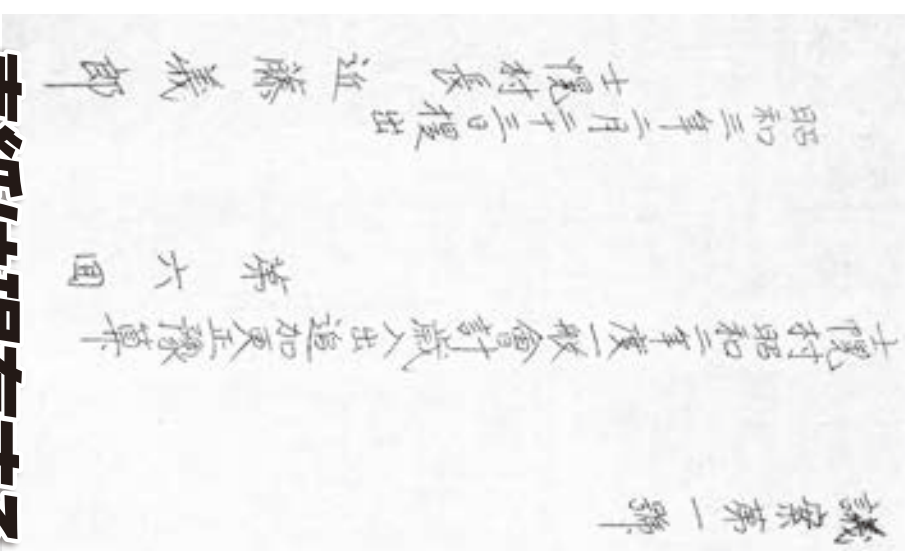 議案第一號
士幌村昭和二年度一般會計歳入出追加更正豫算
第六回
昭和三年二月二十三日提出
士幌村長 近藤義郎